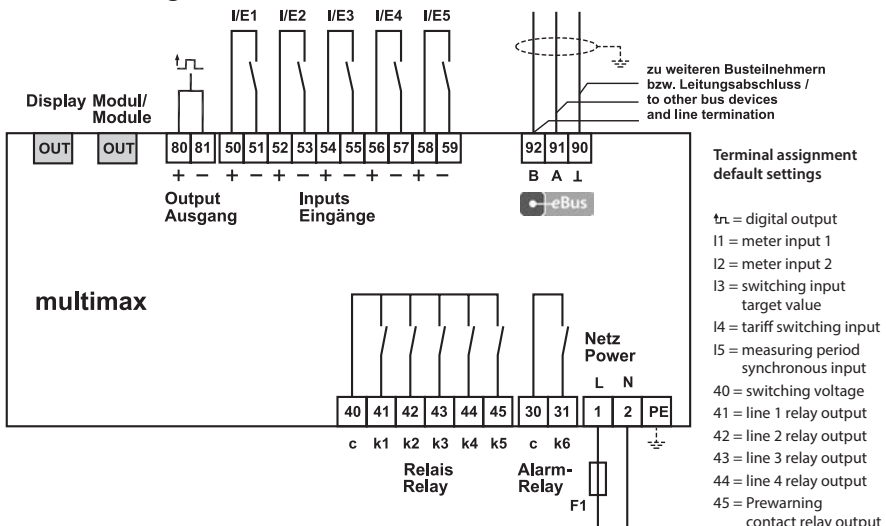 I/E1 I/E2 I/E3 I/E4 I/E5
zu weiteren Busteilnehmern
bzw. Leitungsabschluss /
to other bus devices
and line termination
Display Modul/
Module
OUT OUT 80 81 50 51 52 53 54 55 56 57 58 59 92 91 90
+ − + − + − + − + − + − B A ⊥
Output
Ausgang
Inputs
Eingänge
eBus
multimax
Netz
Power
L N
40 41 42 43 44 45 30 31 1 2 PE
c k1 k2 k3 k4 k5 c k6
Relais
Relay
Alarm-
Relay
F1
Terminal assignment
default settings
= digital output
I1 = meter input 1
I2 = meter input 2
I3 = switching input
target value
I4 = tariff switching input
I5 = measuring period
synchronous input
40 = switching voltage
41 = line 1 relay output
42 = line 2 relay output
43 = line 3 relay output
44 = line 4 relay output
45 = Prewarning
contact relay output